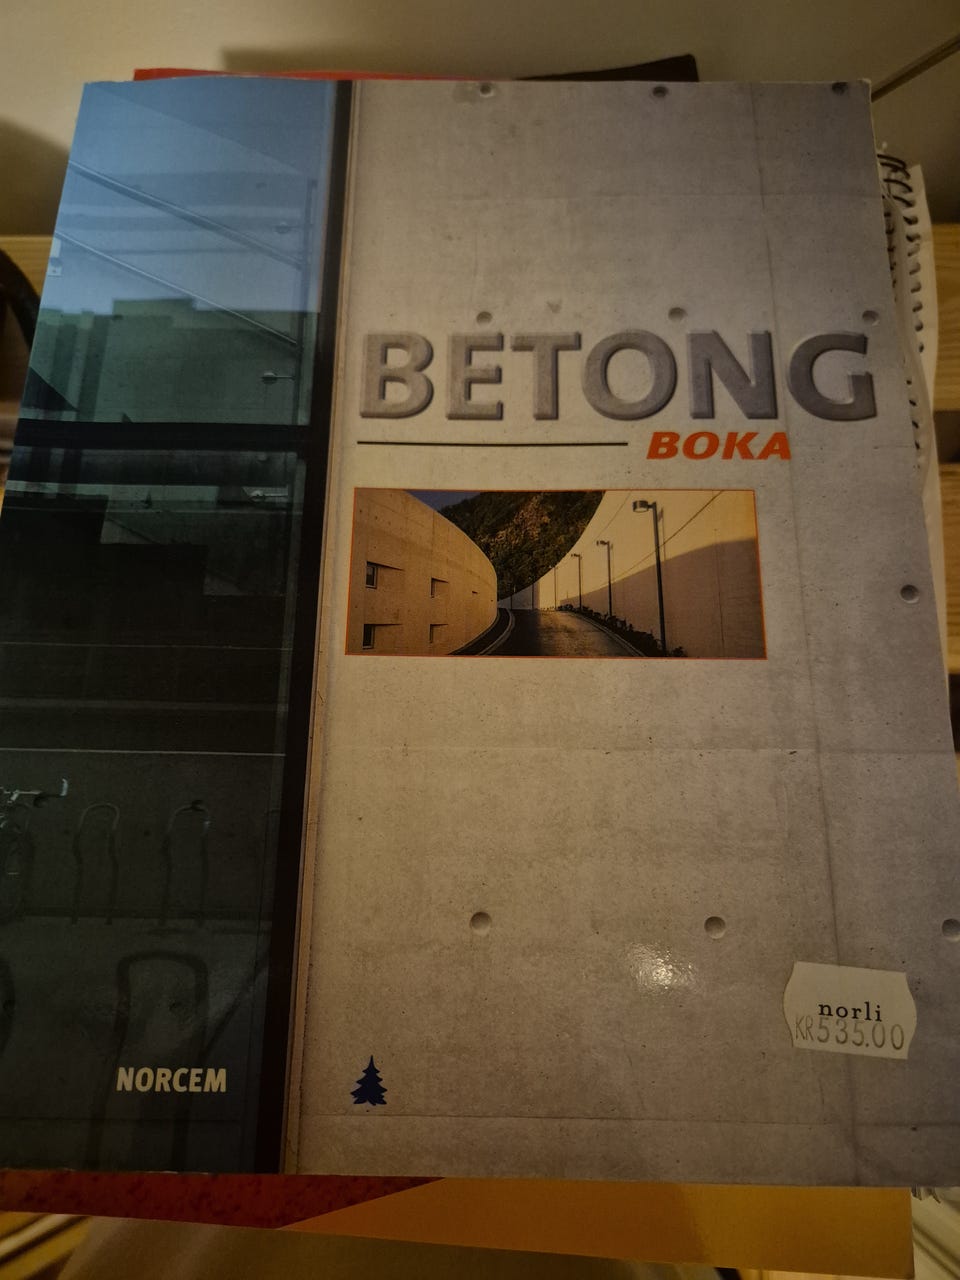 BETONG
BOKA
norli
KR535.00
NORCEM